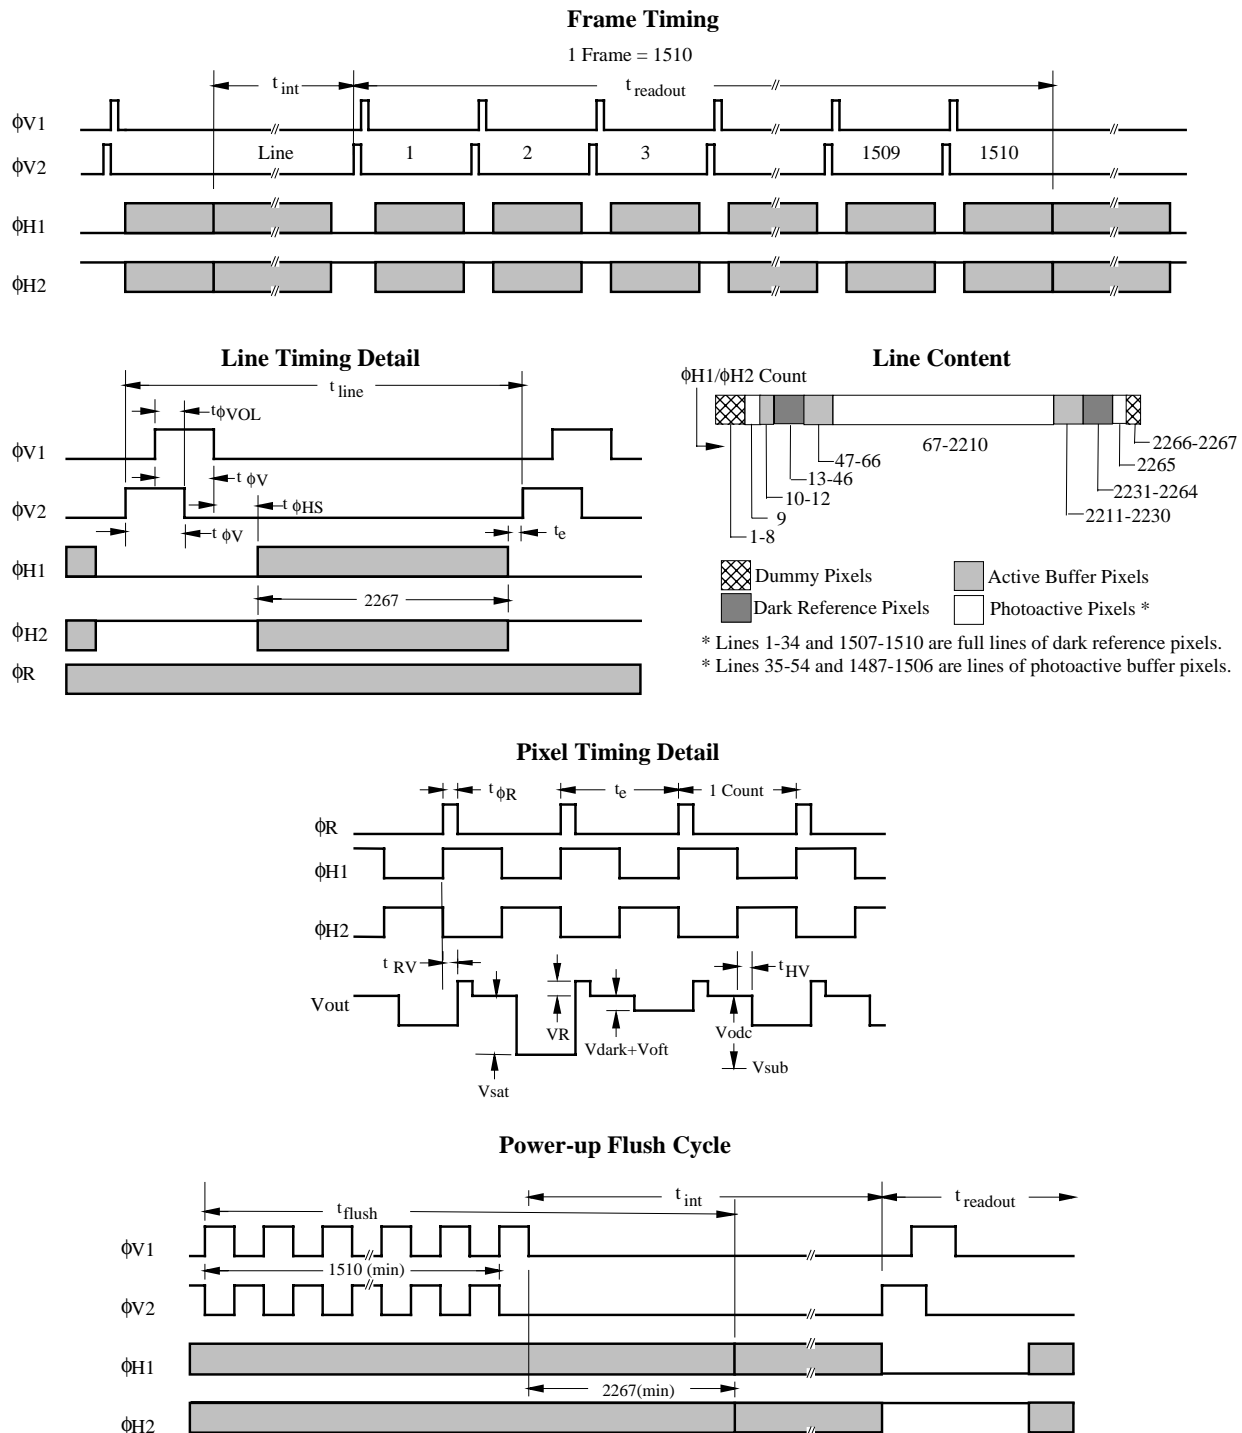 Frame Timing
1 Frame = 1510
t int
t readout
ϕV1
ϕV2
Line 1 2 3 1509 1510
ϕH1
ϕH2
Line Timing Detail
t line
tϕVOL
ϕV1
t ϕV
ϕV2
t ϕHS
t ϕV
te
ϕH1
2267
ϕH2
ϕR
Line Content
ϕH1/ϕH2 Count
67-2210
2266-2267
47-66
2265
13-46
2231-2264
10-12
2211-2230
9
1-8
Dummy Pixels
Active Buffer Pixels
Dark Reference Pixels
Photoactive Pixels *
* Lines 1-34 and 1507-1510 are full lines of dark reference pixels.
* Lines 35-54 and 1487-1506 are lines of photoactive buffer pixels.
Pixel Timing Detail
t ϕR
te
1 Count
ϕR
ϕH1
ϕH2
t RV
t HV
Vout
VR
Vodc
Vdark+Voft
Vsub
Vsat
Power-up Flush Cycle
t int
t readout
t flush
ϕV1
1510 (min)
ϕV2
ϕH1
2267(min)
ϕH2